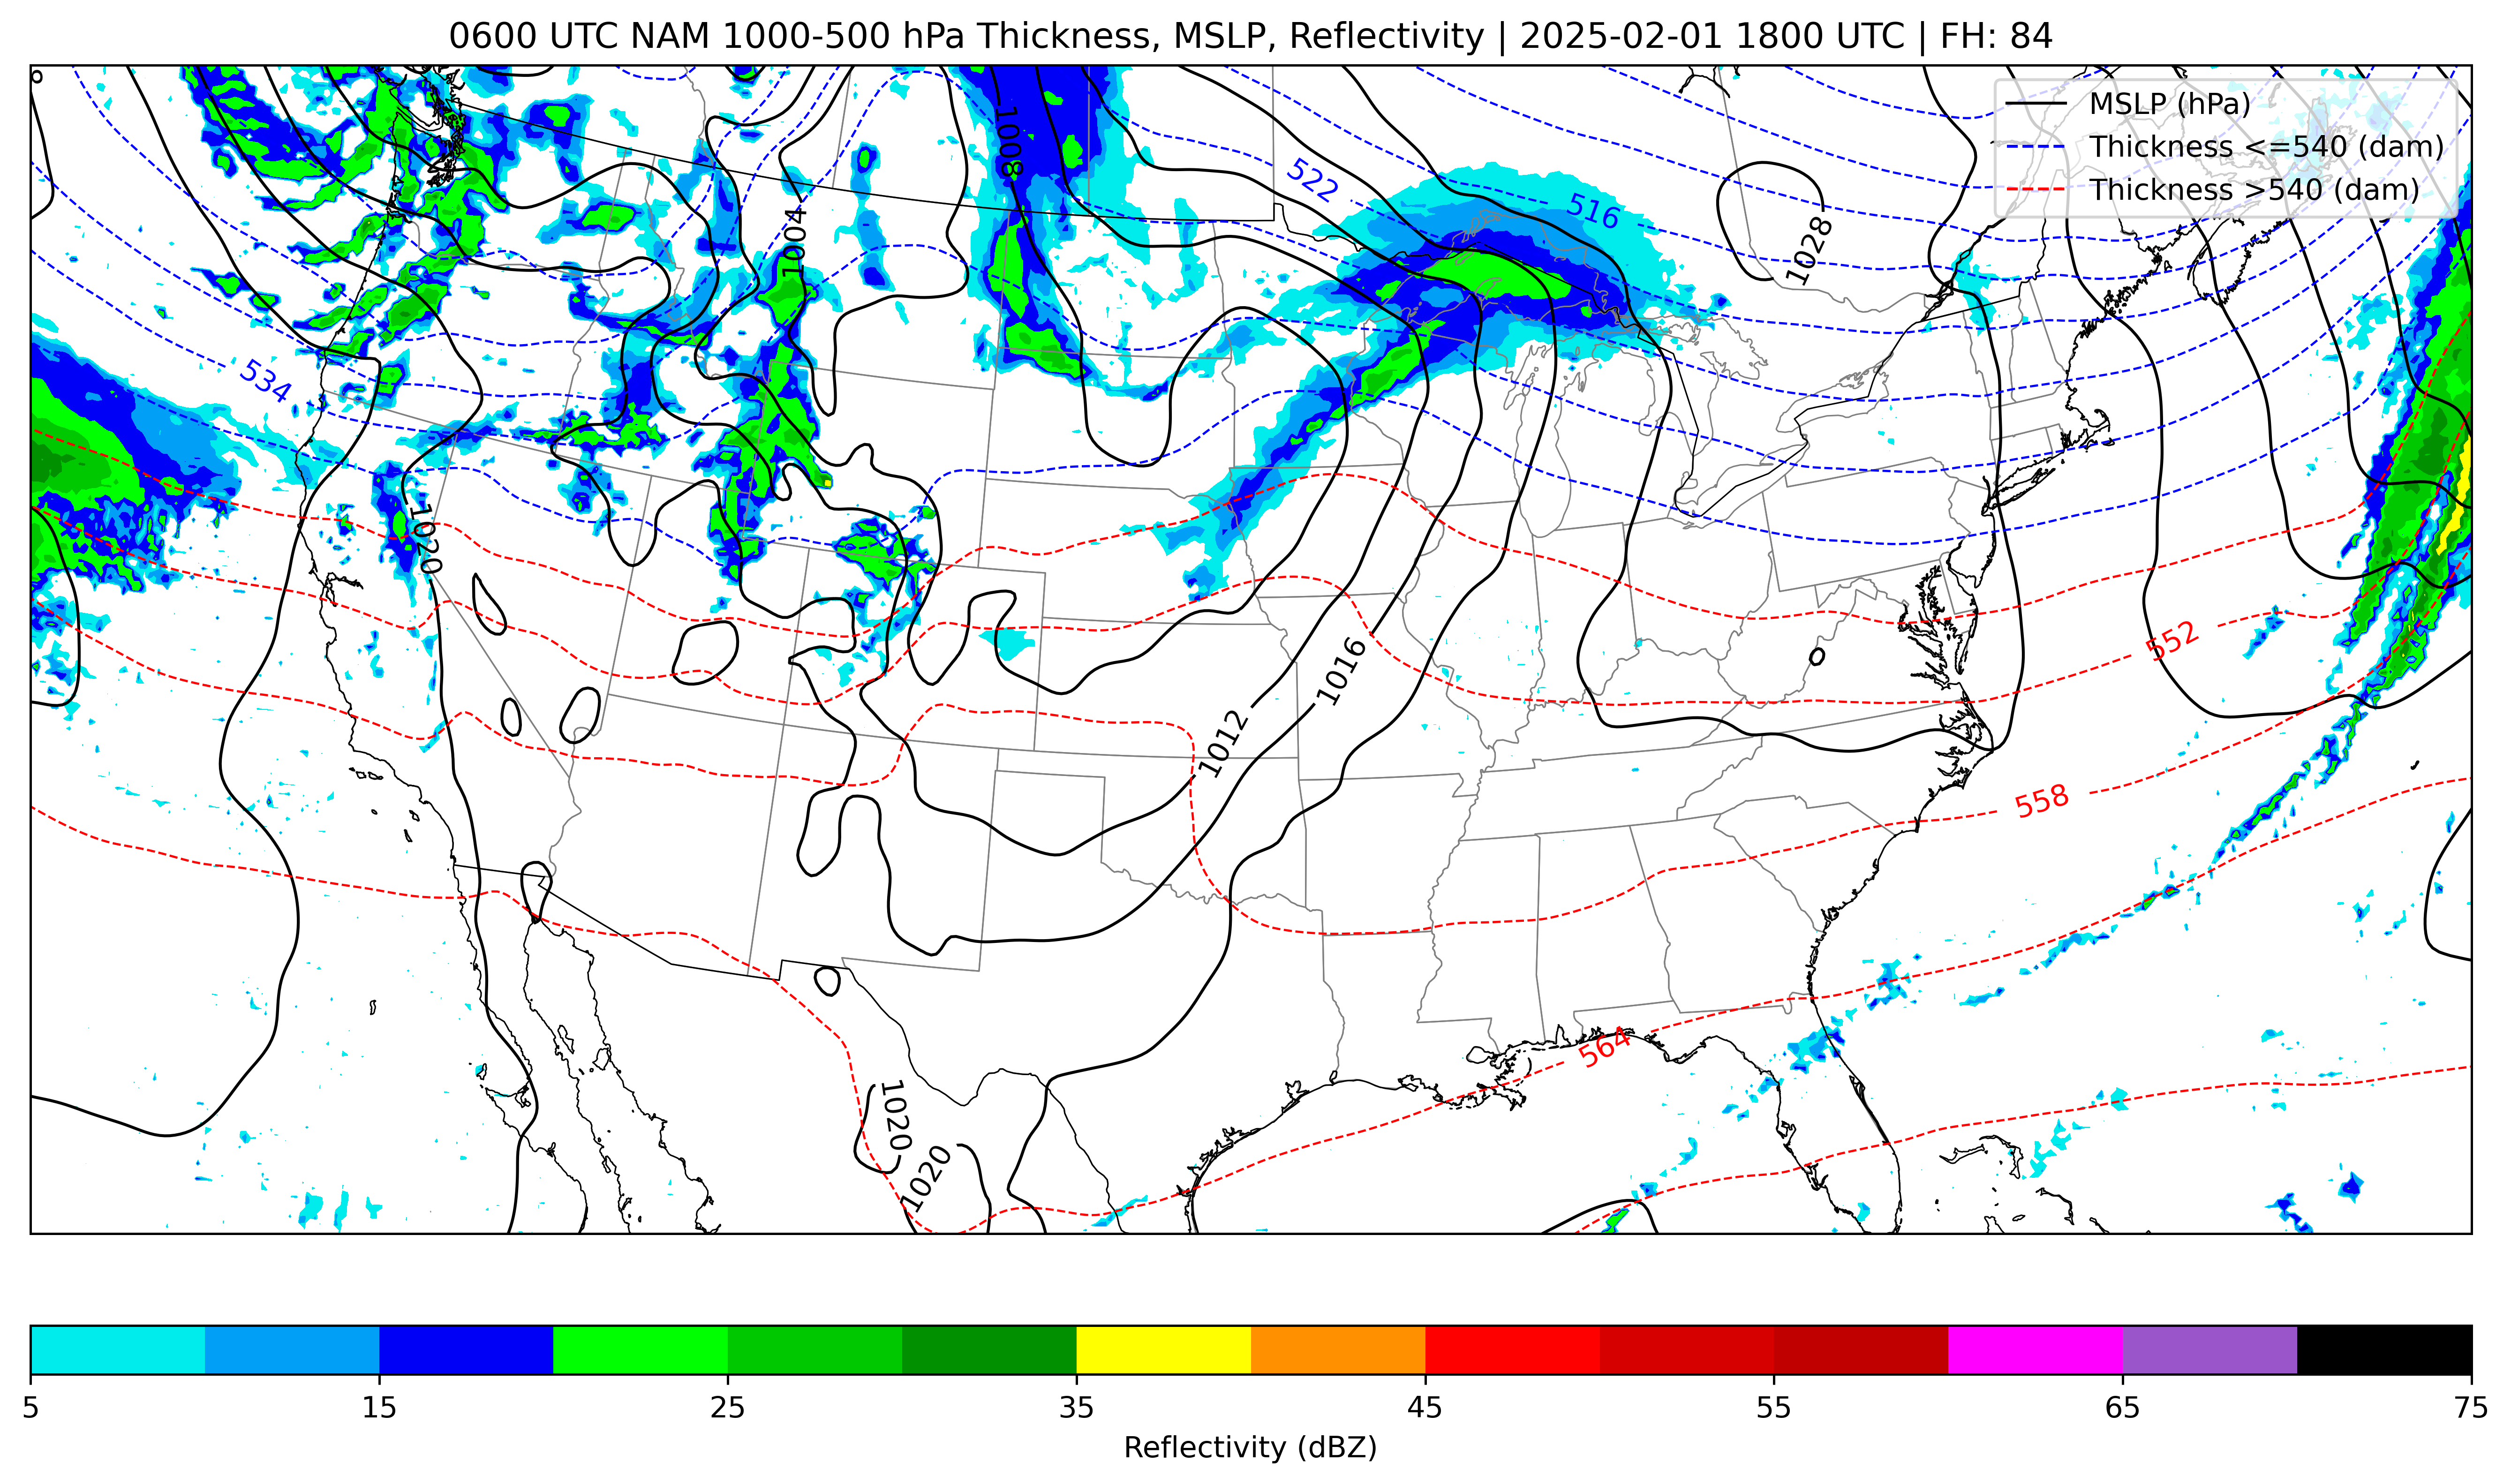 0600 UTC NAM 1000-500 hPa Thickness, MSLP, Reflectivity | 2025-02-01 1800 UTC | FH: 84
MSLP (hPa)
Thickness <=540 (dam)
Thickness >540 (dam)
1008
522
516
1028
1004
534
1020
552
1016
1012
558
564
1020
1020
5 15 25 35 45 55 65 75
Reflectivity (dBZ)